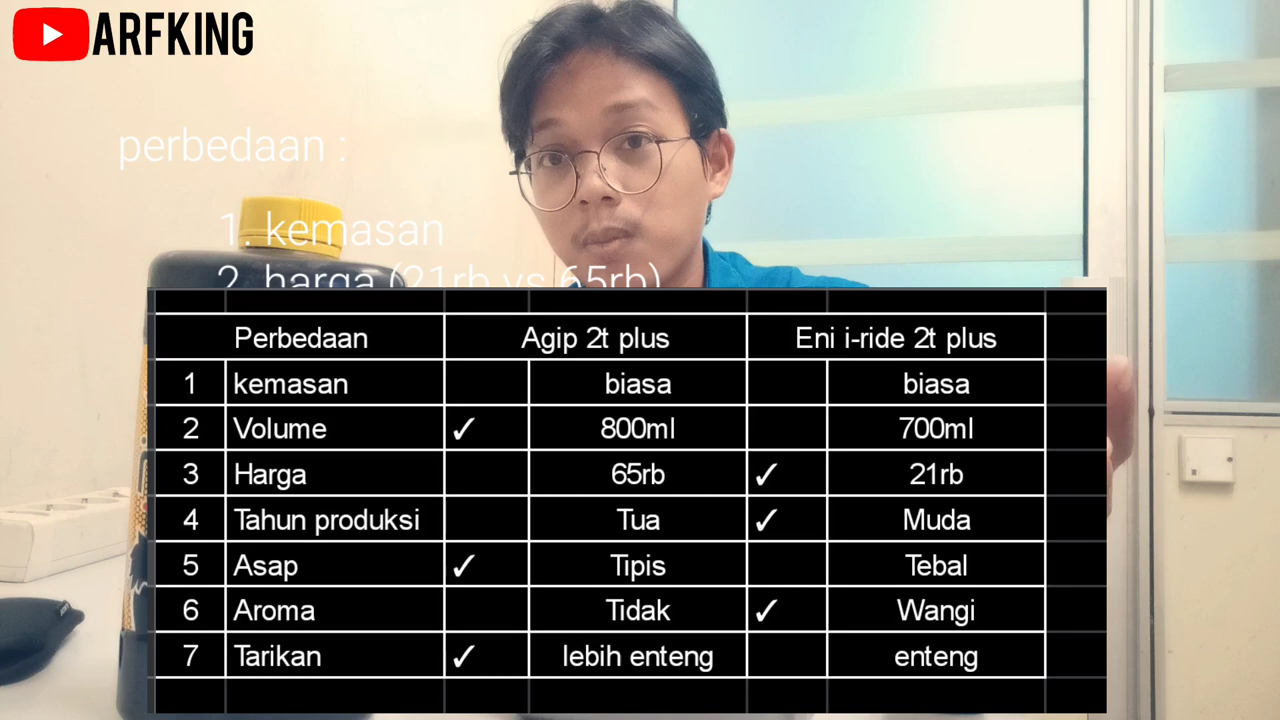 ARFKING
perbedaan :
1. kemasan
2. harga (21rb vs 65rb)
Perbedaan Agip 2t plus Eni i-ride 2t plus
1 kemasan biasa biasa
2 Volume ✓ 800ml 700ml
3 Harga 65rb ✓ 21rb
4 Tahun produksi Tua ✓ Muda
5 Asap ✓ Tipis Tebal
6 Aroma Tidak ✓ Wangi
7 Tarikan ✓ lebih enteng enteng